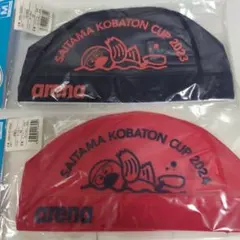 M
SAITAMA KOBATON CUP 2023
arena
SAITAMA KOBATON CUP 2024
arena